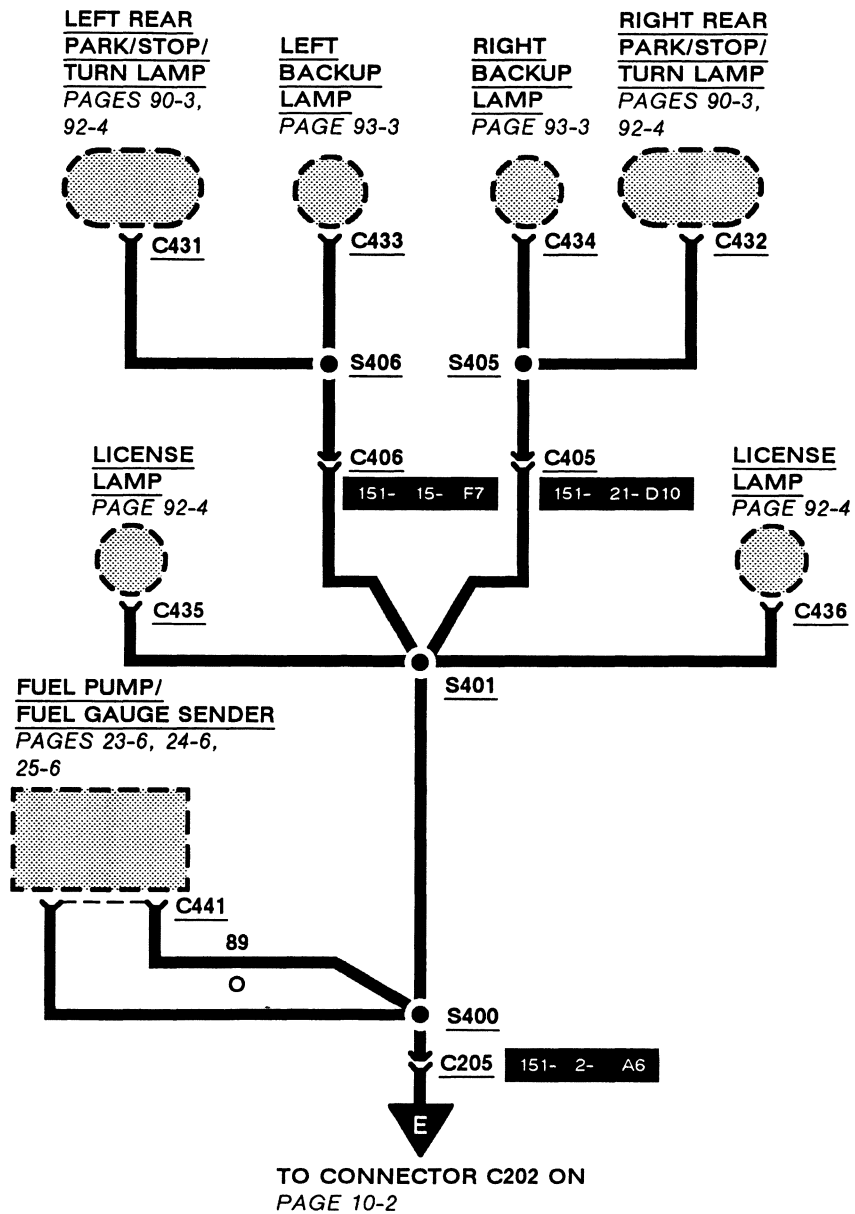 LEFT REAR
PARK/STOP/
TURN LAMP
PAGES 90-3,
92-4
LEFT
BACKUP
LAMP
PAGE 93-3
RIGHT
BACKUP
LAMP
PAGE 93-3
RIGHT REAR
PARK/STOP/
TURN LAMP
PAGES 90-3,
92-4
C431
C433
C434
C432
S406
S405
LICENSE
LAMP
PAGE 92-4
C406
151- 15- F7
C405
151- 21- D10
LICENSE
LAMP
PAGE 92-4
C435
C436
S401
FUEL PUMP/
FUEL GAUGE SENDER
PAGES 23-6, 24-6,
25-6
C441
89
O
S400
C205
151- 2- A6
E
TO CONNECTOR C202 ON
PAGE 10-2